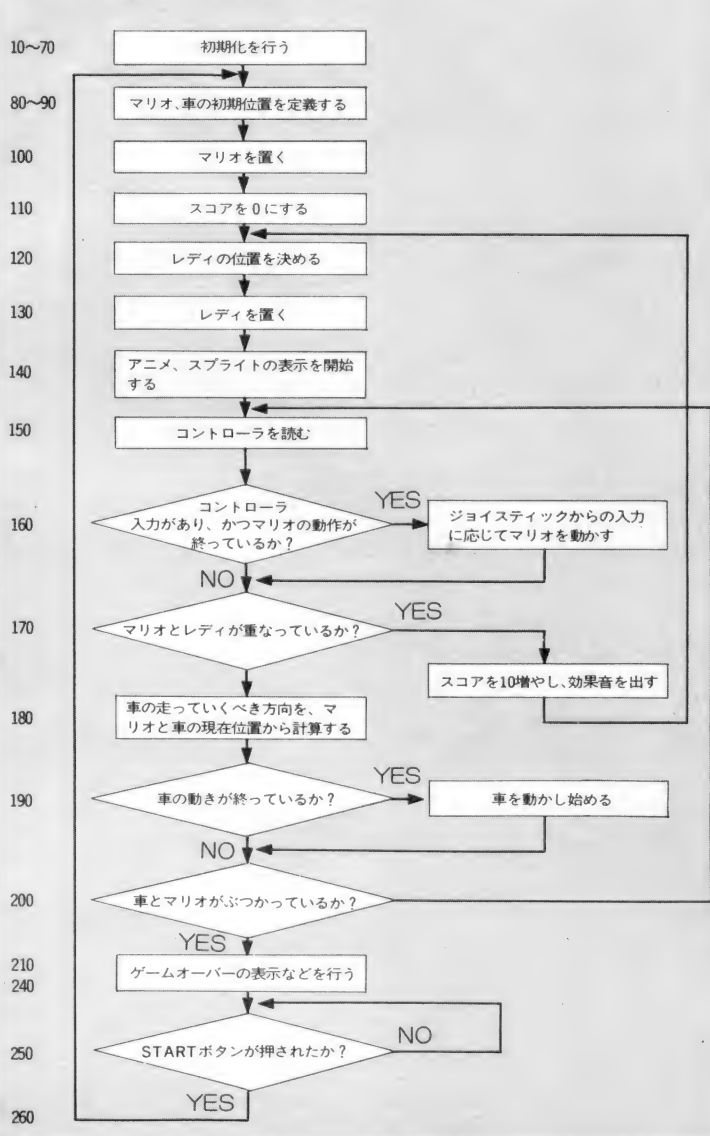 10〜70
初期化を行う
80〜90
マリオ、車の初期位置を定義する
100
マリオを置く
110
スコアを0にする
120
レディの位置を決める
130
レディを置く
140
アニメ、スプライトの表示を開始
する
150
コントローラを読む
160
コントローラ
入力があり、かつマリオの動作が
終っているか?
YES
ジョイスティックからの入力
に応じてマリオを動かす
NO
170
マリオとレディが重なっているか?
YES
スコアを10増やし、効果音を出す
180
車の走っていくべき方向を、マ
リオと車の現在位置から計算する
190
車の動きが終っているか?
YES
車を動かし始める
NO
200
車とマリオがぶつかっているか?
YES
210
240
ゲームオーバーの表示などを行う
250
STARTボタンが押されたか?
NO
YES
260